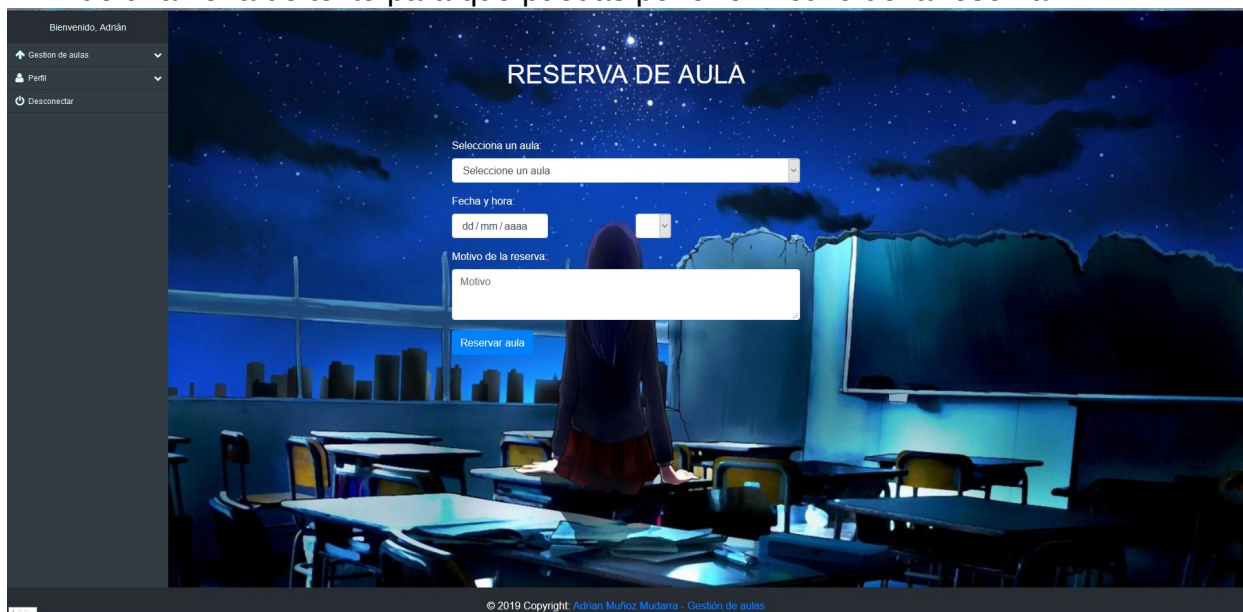 Bienvenido, Adrián
Gestion de aulas
Perfil
Desconectar
RESERVA DE AULA
Selecciona un aula:
Seleccione un aula
Fecha y hora:
dd / mm / aaaa
Motivo de la reserva:
Motivo
Reservar aula
© 2019 Copyright: Adrian Muñoz Mudarra - Gestión de aulas